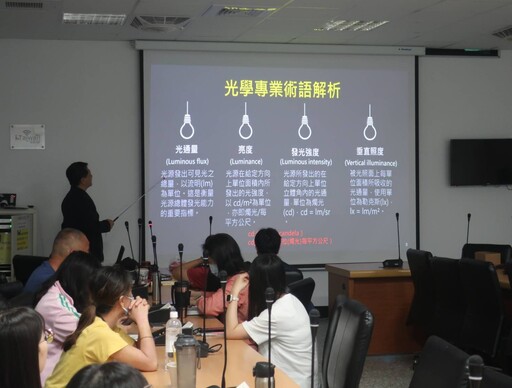 光學專業術語解析
光通量
(Luminous flux)
光源發出可見光之
總量，以流明(lm)
為單位。這是衡量
光源總體發光能力
的重要指標。
亮度
(Luminance)
光源在給定方向
上單位面積內所
發出的光強度，
以 cd/m²為單位
，亦即燭光/每
平方公尺。
發光強度
(Luminous intensity)
光源所發出的在
給定方向上單位
立體角內的光通
量，單位為燭光
(cd)，cd = lm/sr
。
垂直照度
(Vertical illuminance)
被光照面上每單
位面積所吸收的
光通量，使用單
位為勒克斯(lx)，
lx = lm/m²。
(燭光)每平方公尺